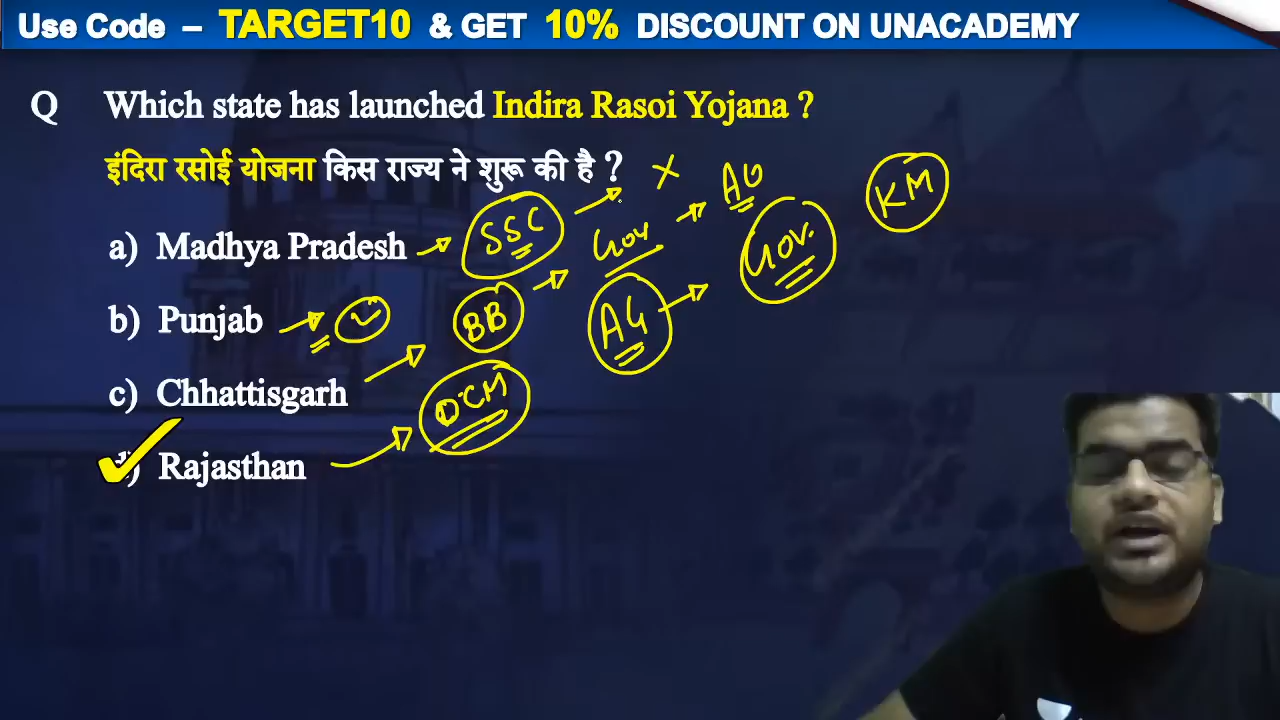 Use Code – TARGET10 & GET 10% DISCOUNT ON UNACADEMY
Q Which state has launched Indira Rasoi Yojana ?
इंदिरा रसोई योजना किस राज्य ने शुरू की है ?
a) Madhya Pradesh
SSC
Gov
AG
KM
b) Punjab
BB
AG
Gov.
c) Chhattisgarh
DCM
d) Rajasthan